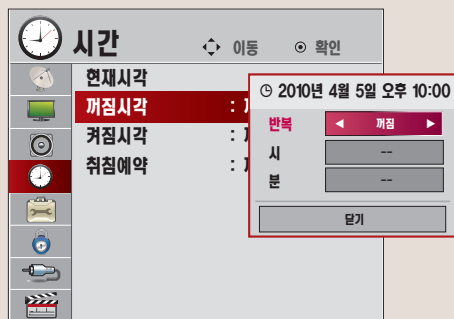 시간 이동 확인
현재시각
꺼짐시각 :
켜짐시각 :
취침예약 :
2010년 4월 5일 오후 10:00
반복 ◀ 꺼짐 ▶
시 --
분 --
닫기